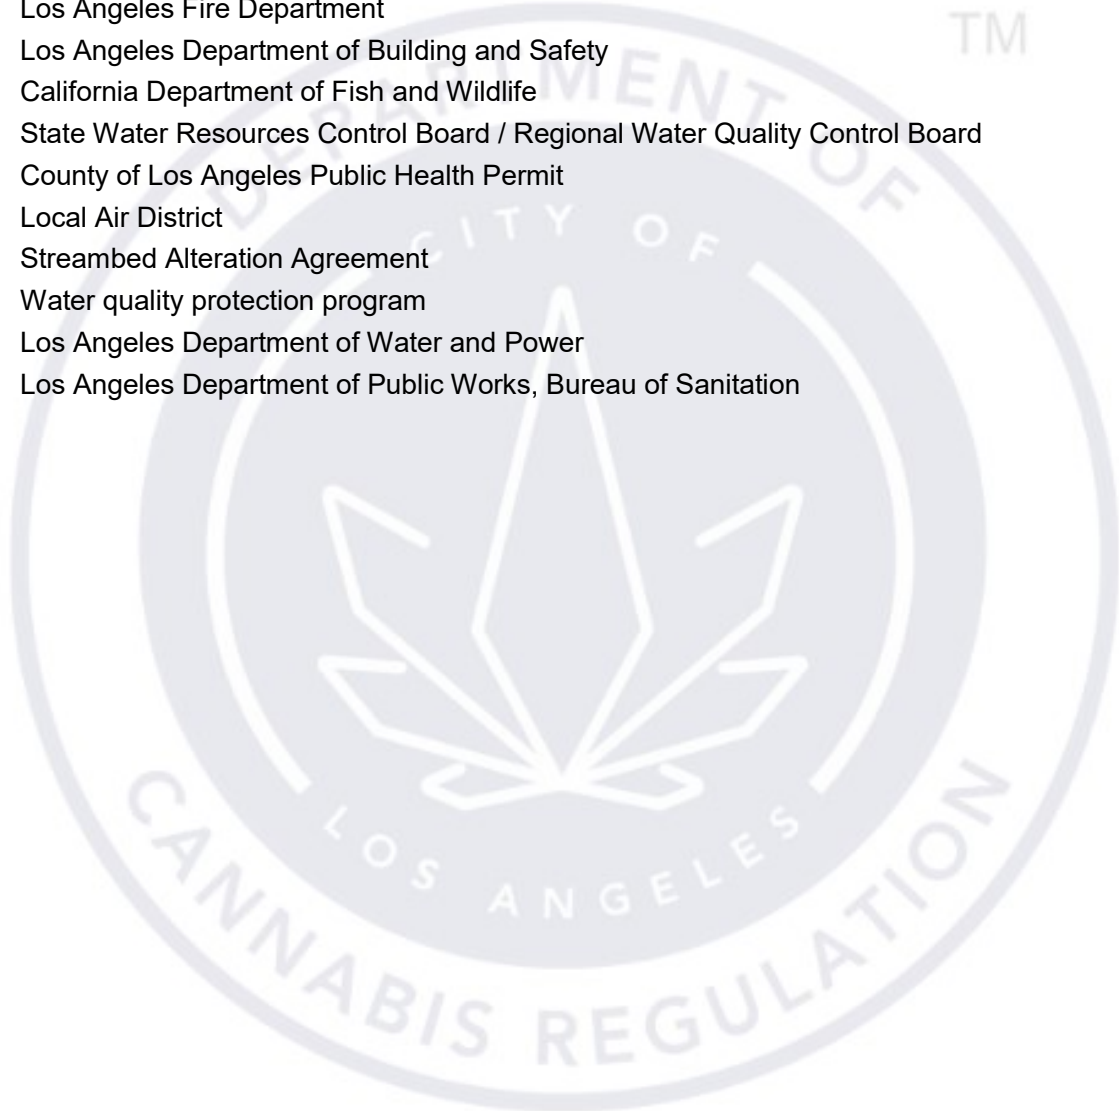 Los Angeles Fire Department
TM
Los Angeles Department of Building and Safety
California Department of Fish and Wildlife
State Water Resources Control Board / Regional Water Quality Control Board
County of Los Angeles Public Health Permit
Local Air District
Streambed Alteration Agreement
Water quality protection program
Los Angeles Department of Water and Power
Los Angeles Department of Public Works, Bureau of Sanitation
DEPARTMENT OF
CITY OF
LOS ANGELES
CANNABIS REGULATION